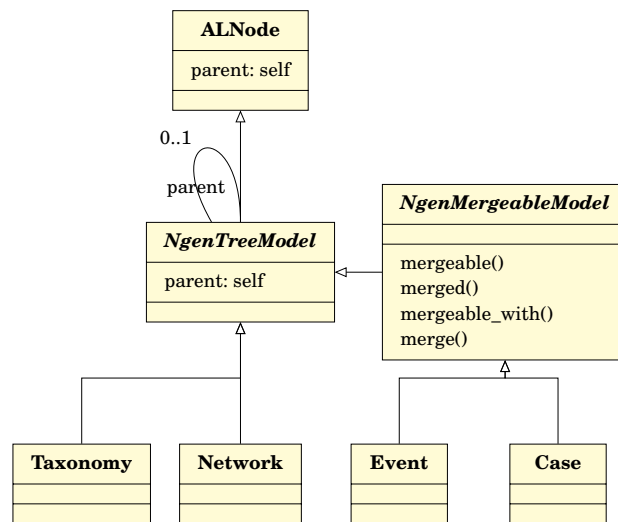 ALNode
parent: self
0..1
parent
NgenTreeModel
parent: self
NgenMergeableModel
mergeable()
merged()
mergeable_with()
merge()
Taxonomy
Network
Event
Case